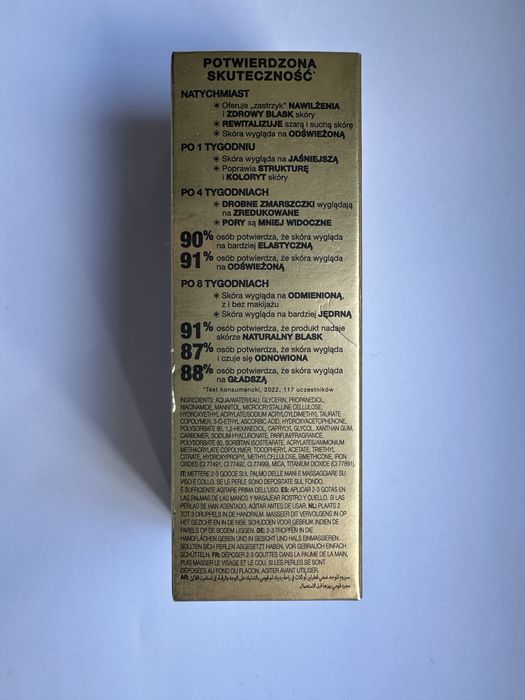 POTWIERDZONA
SKUTECZNOŚĆ*
NATYCHMIAST
✶ Oferuje „zastrzyk" NAWILŻENIA
i ZDROWY BLASK skóry
✶ REWITALIZUJE szarą i suchą skórę
✶ Skóra wygląda na ODŚWIEŻONĄ
PO 1 TYGODNIU
✶ Skóra wygląda na JAŚNIEJSZĄ
✶ Poprawia STRUKTURĘ
i KOLORYT skóry
PO 4 TYGODNIACH
✶ DROBNE ZMARSZCZKI wyglądają
na ZREDUKOWANE
✶ PORY są MNIEJ WIDOCZNE
90% osób potwierdza, że skóra wygląda
na bardziej ELASTYCZNĄ
91% osób potwierdza, że skóra wygląda
na ODŚWIEŻONĄ
PO 8 TYGODNIACH
✶ Skóra wygląda na ODMIENIONĄ,
z i bez makijażu
✶ Skóra wygląda na bardziej JĘDRNĄ
91% osób potwierdza, że produkt nadaje
skórze NATURALNY BLASK
87% osób potwierdza, że skóra wygląda
i czuje się ODNOWIONA
88% osób potwierdza, że skóra wygląda
na GŁADSZĄ
*Test konsumencki, 2022, 117 uczestników
INGREDIENTS: AQUA/WATER/EAU, GLYCERIN, PROPANEDIOL,
NIACINAMIDE, MANNITOL, MICROCRYSTALLINE CELLULOSE,
HYDROXYETHYL ACRYLATE/SODIUM ACRYLOYLDIMETHYL TAURATE
COPOLYMER, 3-O-ETHYL ASCORBIC ACID, HYDROXYACETOPHENONE,
POLYSORBATE 80, 1,2-HEXANEDIOL, CAPRYLYL GLYCOL, XANTHAN GUM,
CARBOMER, SODIUM HYALURONATE, PARFUM/FRAGRANCE,
POLYSORBATE 60, SORBITAN ISOSTEARATE, ACRYLATES/AMMONIUM
METHACRYLATE COPOLYMER, TOCOPHERYL ACETATE, TRIETHYL
CITRATE, HYDROXYPROPYL METHYLCELLULOSE, SIMETHICONE, IRON
OXIDES (CI 77491, CI 77492, CI 77499), MICA, TITANIUM DIOXIDE (CI 77891).
IT: METTERE 2-3 GOCCE SUL PALMO DELLE MANI E MASSAGGIARE SU
VISO E COLLO. SE LE PERLE SONO DEPOSITATE SUL FONDO,
È SUFFICIENTE AGITARE PRIMA DELL'USO. ES: APLICAR 2-3 GOTAS EN
LAS PALMAS DE LAS MANOS Y MASAJEAR ROSTRO Y CUELLO. SI LAS
PERLAS SE HAN ASENTADO, AGITAR ANTES DE USAR. NL: PLAATS 2
TOT 3 DRUPPELS IN DE HANDPALM. MASSEER DIT VERVOLGENS IN OP
HET GEZICHT EN IN DE NEK. SCHUDDEN VOOR GEBRUIK INDIEN DE
PARELS OP DE BODEM LIGGEN. DE: 2-3 TROPFEN IN DIE
HANDFLÄCHEN GEBEN UND IN GESICHT UND HALS EINMASSIEREN.
SOLLTEN SICH PERLEN ABGESETZT HABEN, VOR GEBRAUCH EINFACH
SCHÜTTELN. FR: DÉPOSER 2-3 GOUTTES DANS LA PAUME DE LA MAIN,
PUIS MASSER LE VISAGE ET LE COU. SI LES PERLES SE SONT
DÉPOSÉES AU FOND DU FLACON, AGITER AVANT UTILISER.
AR: